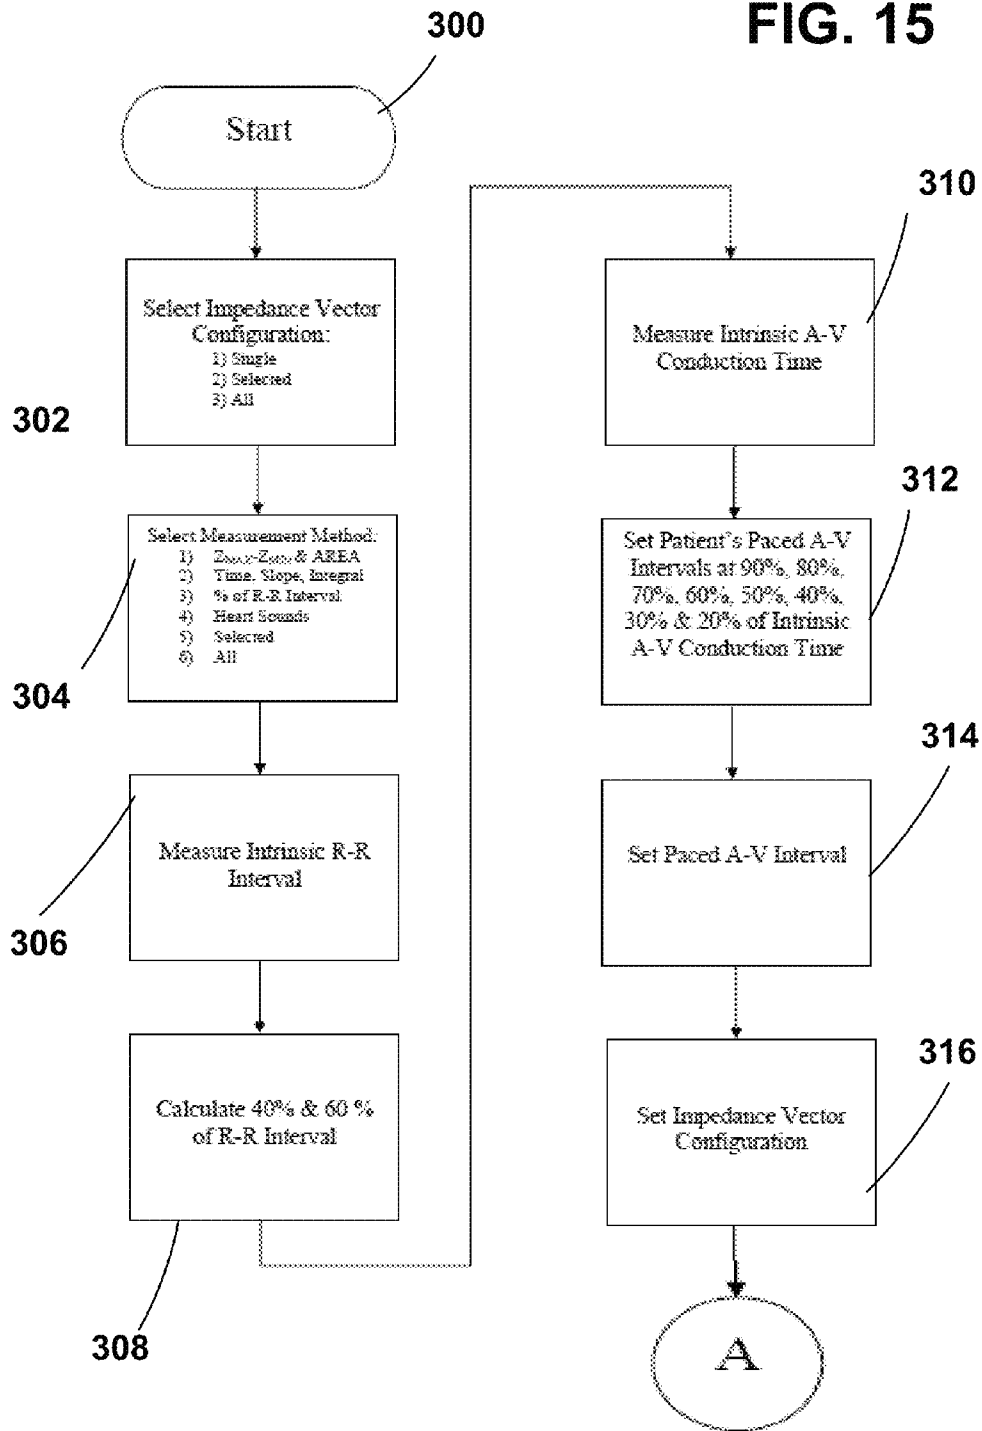 FIG. 15
300
Start
Select Impedance Vector
Configuration:
1) Single
2) Selected
3) All
302
Select Measurement Method:
1) ZMAX-ZMIN & AREA
2) Time, Slope, Integral
3) % of R-R Interval
4) Heart Sounds
5) Selected
6) All
304
Measure Intrinsic R-R
Interval
306
Calculate 40% & 60 %
of R-R Interval
308
310
Measure Intrinsic A-V
Conduction Time
312
Set Patient's Paced A-V
Intervals at 90%, 80%,
70%, 60%, 50%, 40%,
30% & 20% of Intrinsic
A-V Conduction Time
314
Set Paced A-V Interval
316
Set Impedance Vector
Configuration
A